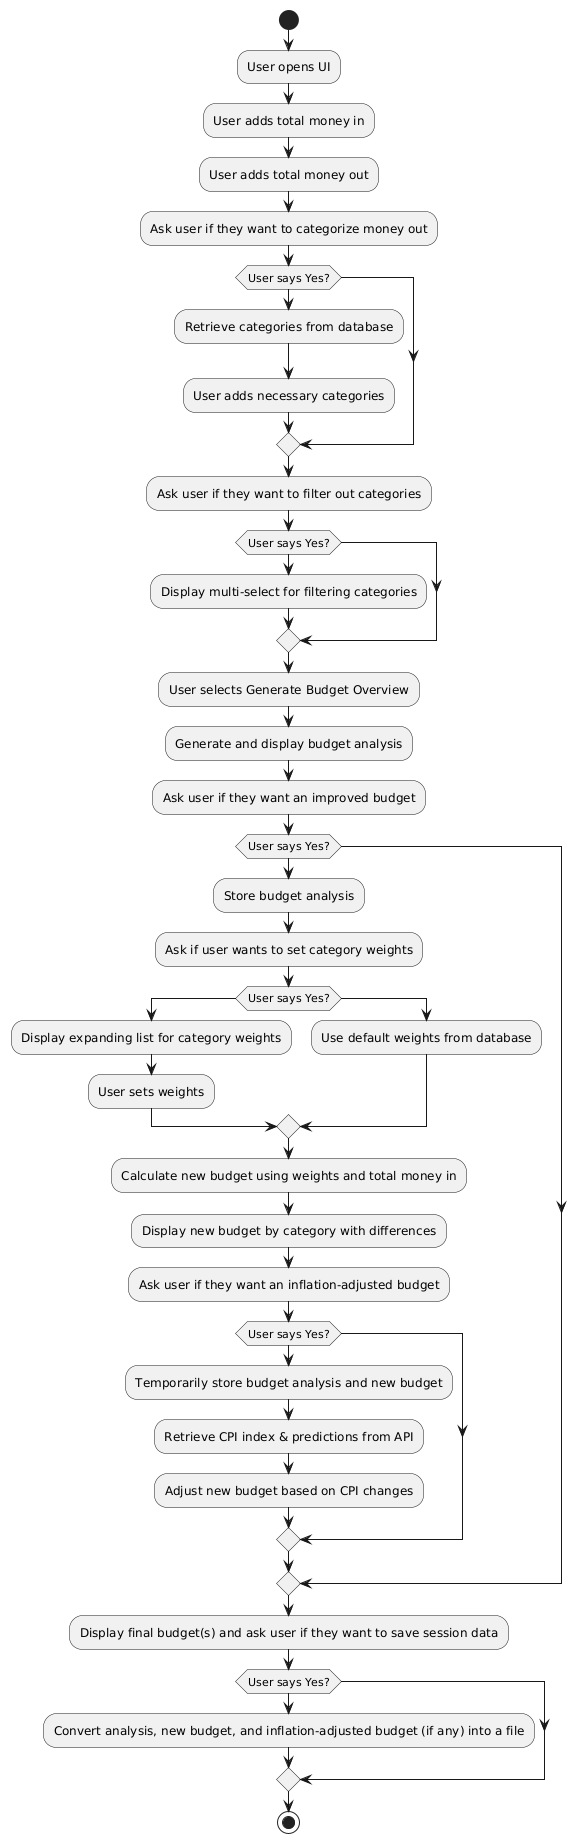 User opens UI
User adds total money in
User adds total money out
Ask user if they want to categorize money out
User says Yes?
Retrieve categories from database
User adds necessary categories
Ask user if they want to filter out categories
User says Yes?
Display multi-select for filtering categories
User selects Generate Budget Overview
Generate and display budget analysis
Ask user if they want an improved budget
User says Yes?
Store budget analysis
Ask if user wants to set category weights
User says Yes?
Display expanding list for category weights
Use default weights from database
User sets weights
Calculate new budget using weights and total money in
Display new budget by category with differences
Ask user if they want an inflation-adjusted budget
User says Yes?
Temporarily store budget analysis and new budget
Retrieve CPI index & predictions from API
Adjust new budget based on CPI changes
Display final budget(s) and ask user if they want to save session data
User says Yes?
Convert analysis, new budget, and inflation-adjusted budget (if any) into a file